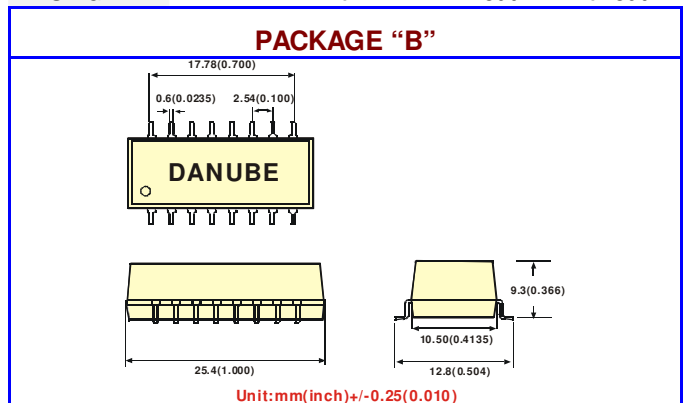 PACKAGE “B”
17.78(0.700)
0.6(0.0235) 2.54(0.100)
DANUBE
9.3(0.366)
10.50(0.4135)
25.4(1.000)
12.8(0.504)
Unit:mm(inch)+/-0.25(0.010)